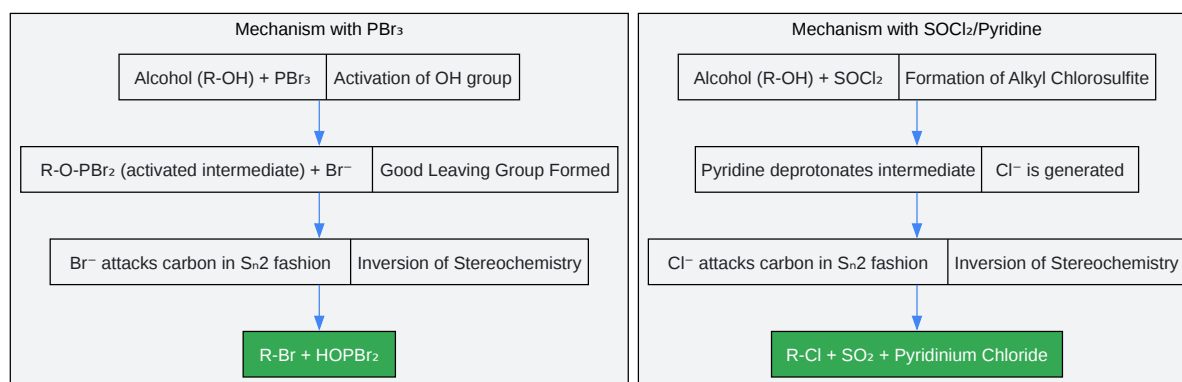 Mechanism with PBr₃
Alcohol (R-OH) + PBr₃
Activation of OH group
R-O-PBr₂ (activated intermediate) + Br⁻
Good Leaving Group Formed
Br⁻ attacks carbon in Sₙ2 fashion
Inversion of Stereochemistry
R-Br + HOPBr₂
Mechanism with SOCl₂/Pyridine
Alcohol (R-OH) + SOCl₂
Formation of Alkyl Chlorosulfite
Pyridine deprotonates intermediate
Cl⁻ is generated
Cl⁻ attacks carbon in Sₙ2 fashion
Inversion of Stereochemistry
R-Cl + SO₂ + Pyridinium Chloride